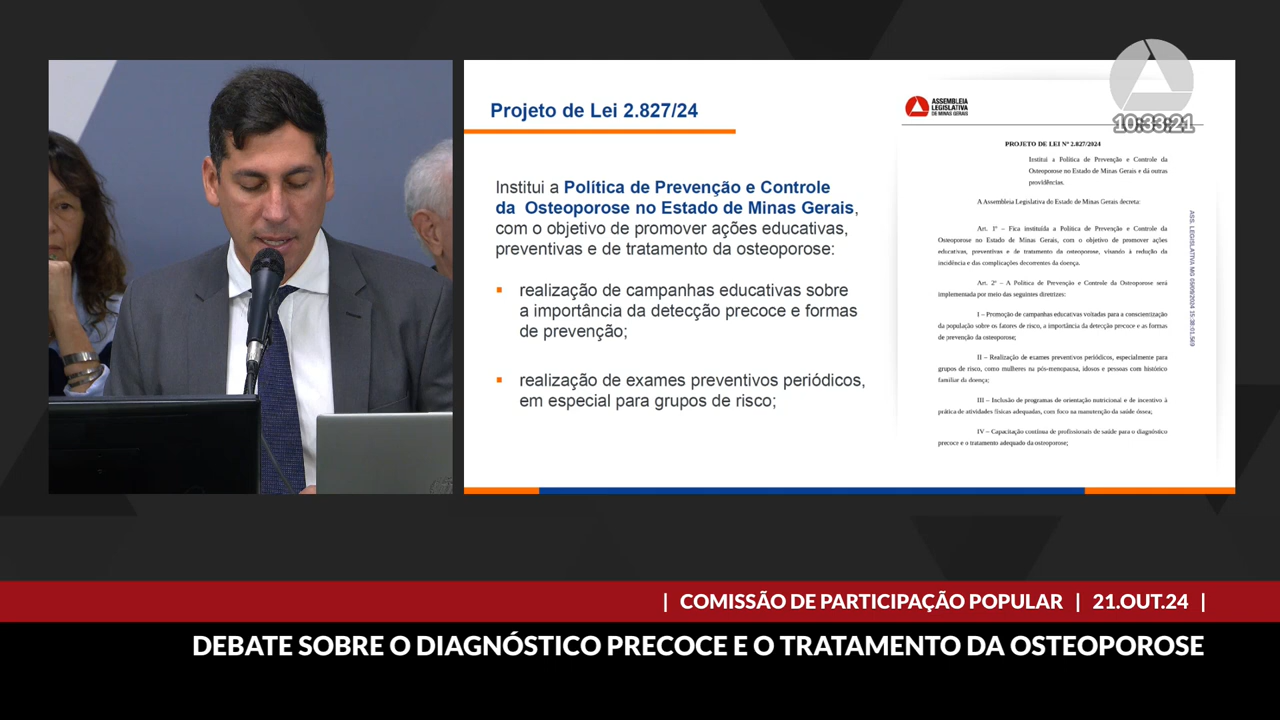 10:33:21
Projeto de Lei 2.827/24
Institui a Política de Prevenção e Controle
da Osteoporose no Estado de Minas Gerais,
com o objetivo de promover ações educativas,
preventivas e de tratamento da osteoporose:
▪ realização de campanhas educativas sobre
a importância da detecção precoce e formas
de prevenção;
▪ realização de exames preventivos periódicos,
em especial para grupos de risco;
ASSEMBLEIA
LEGISLATIVA
DE MINAS GERAIS
PROJETO DE LEI Nº 2.827/2024
Institui a Política de Prevenção e Controle da
Osteoporose no Estado de Minas Gerais e dá outras
providências.
A Assembleia Legislativa do Estado de Minas Gerais decreta:
Art. 1º – Fica instituída a Política de Prevenção e Controle da
Osteoporose no Estado de Minas Gerais, com o objetivo de promover ações
educativas, preventivas e de tratamento da osteoporose, visando à redução da
incidência e das complicações decorrentes da doença.
Art. 2º – A Política de Prevenção e Controle da Osteoporose será
implementada por meio das seguintes diretrizes:
I – Promoção de campanhas educativas voltadas para a conscientização
da população sobre os fatores de risco, a importância da detecção precoce e as formas
de prevenção da osteoporose;
II – Realização de exames preventivos periódicos, especialmente para
grupos de risco, como mulheres na pós-menopausa, idosos e pessoas com histórico
familiar da doença;
III – Inclusão de programas de orientação nutricional e de incentivo à
prática de atividades físicas adequadas, com foco na manutenção da saúde óssea;
IV – Capacitação contínua de profissionais de saúde para o diagnóstico
precoce e o tratamento adequado da osteoporose;
ASS. LEGISLATIVA MG 05/09/2024 15:38:01.569
| COMISSÃO DE PARTICIPAÇÃO POPULAR | 21.OUT.24 |
DEBATE SOBRE O DIAGNÓSTICO PRECOCE E O TRATAMENTO DA OSTEOPOROSE